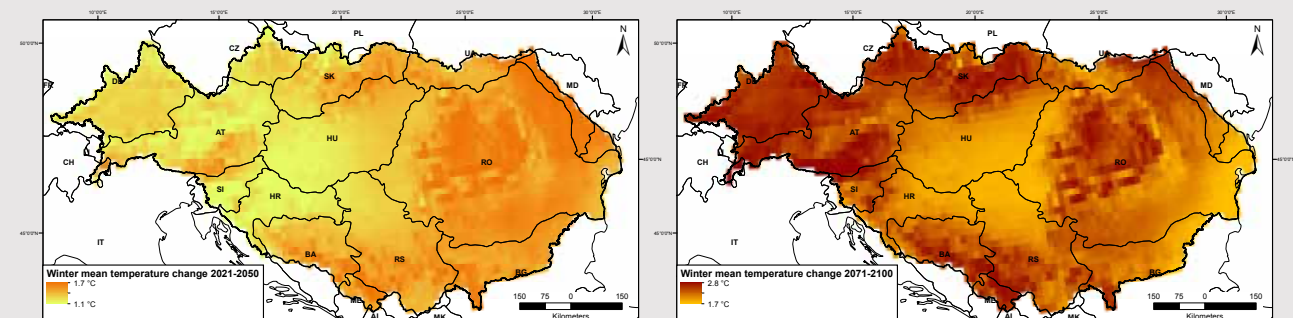 10°0'0"E 15°0'0"E 20°0'0"E 25°0'0"E 30°0'0"E
PL
N
50°0'0"N
CZ
UA
SK
DE
MD
FR
AT
HU
CH
RO
45°0'0"N
SI
HR
45°0'0"N
IT
BA
RS
BG
Winter mean temperature change 2021-2050
1.7 °C
1.1 °C
ME
AL
MK
150 75 0 150
Kilometers
10°0'0"E 15°0'0"E 20°0'0"E 25°0'0"E 30°0'0"E
PL
N
50°0'0"N
CZ
UA
SK
DE
MD
FR
AT
HU
CH
RO
45°0'0"N
SI
HR
45°0'0"N
IT
BA
RS
BG
Winter mean temperature change 2071-2100
2.8 °C
1.7 °C
ME
AL
MK
150 75 0 150
Kilometers